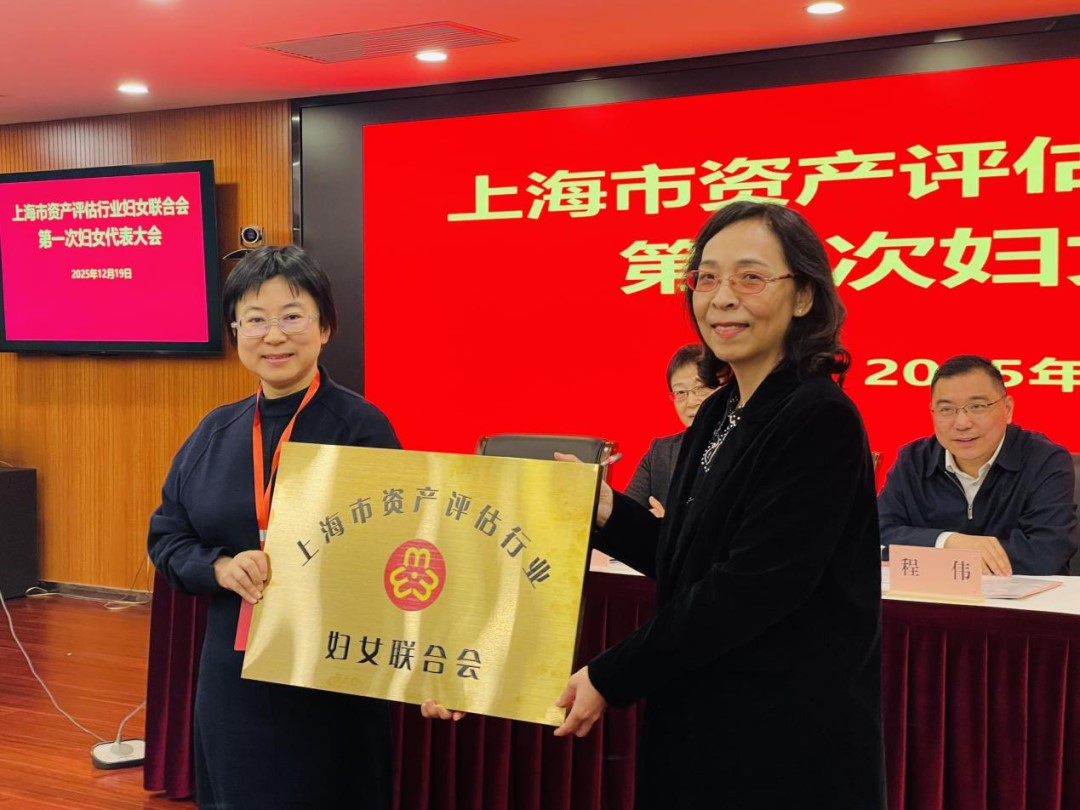 上海市资产评估行业妇女联合会
第一次妇女代表大会
2025年12月19日
上海市资产评估
第 次妇女
2025年
上海市资产评估行业
妇女联合会
程 伟